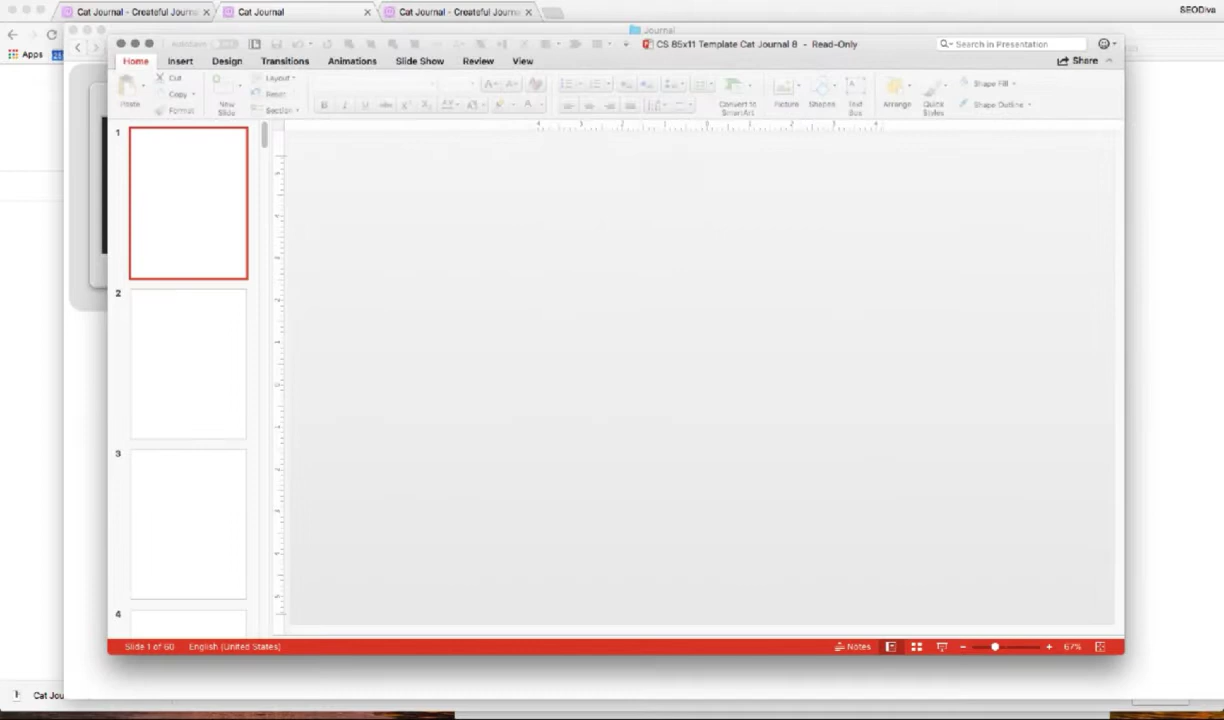 Cat Journal - Createful Journ
Cat Journal
Cat Journal - Createful Journ
SEODiva
Apps
Journal
AutoSave
CS 85x11 Template Cat Journal 8 - Read-Only
Search in Presentation
Home
Insert
Design
Transitions
Animations
Slide Show
Review
View
Share
Paste
Cut
Copy
Format
New
Slide
Layout
Reset
Section
Convert to
SmartArt
Picture
Shapes
Text
Box
Arrange
Quick
Styles
Shape Fill
Shape Outline
1
2
3
4
Slide 1 of 60
English (United States)
Notes
67%
Cat Jou